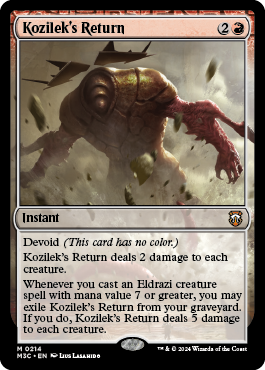 Kozilek's Return 2
Instant
Devoid (This card has no color.)
Kozilek's Return deals 2 damage to each
creature.
Whenever you cast an Eldrazi creature
spell with mana value 7 or greater, you may
exile Kozilek's Return from your graveyard.
If you do, Kozilek's Return deals 5 damage
to each creature.
M 0214
M3C • EN Lius Lasahido
™ & © 2024 Wizards of the Coast